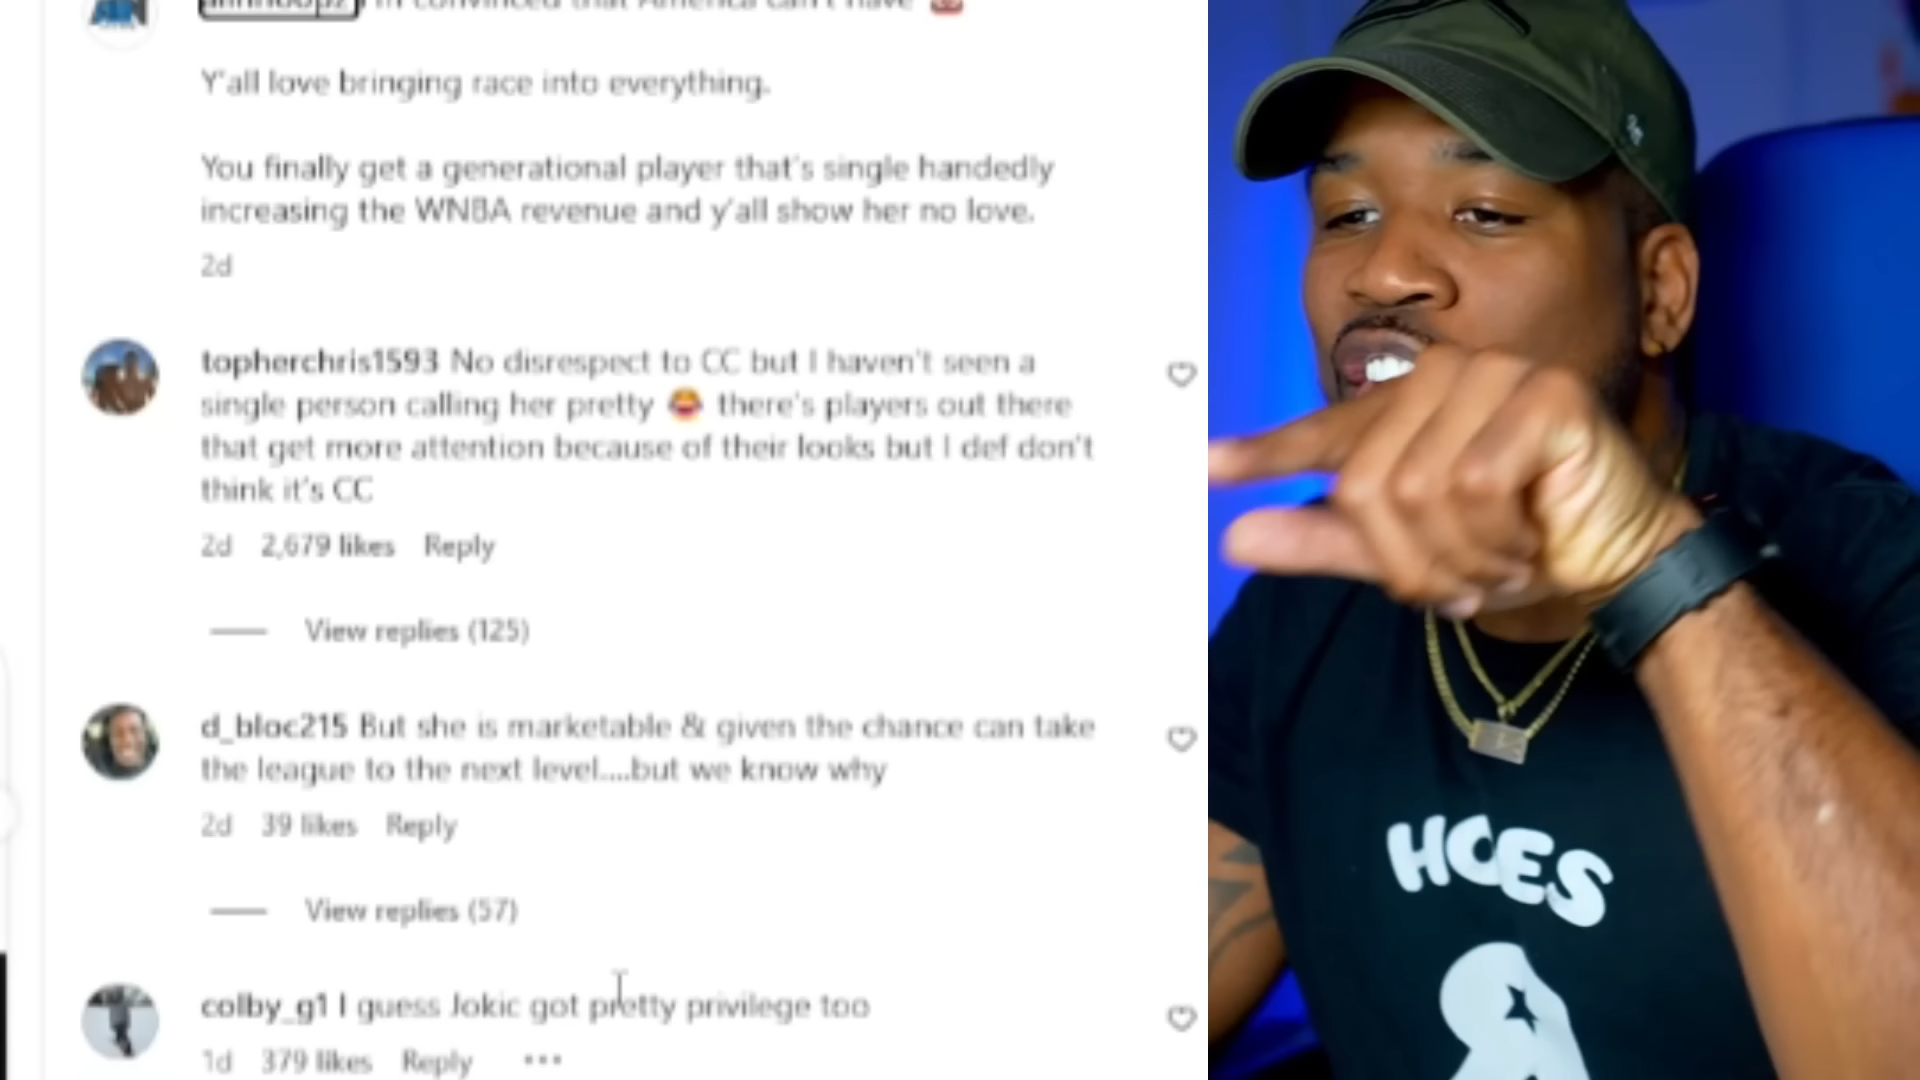 I'm convinced that America can't have
Y'all love bringing race into everything.
You finally get a generational player that's single handedly
increasing the WNBA revenue and y'all show her no love.
2d
topherchris1593 No disrespect to CC but I haven't seen a
single person calling her pretty 😂 there's players out there
that get more attention because of their looks but I def don't
think it's CC
2d 2,679 likes Reply
View replies (125)
d_bloc215 But she is marketable & given the chance can take
the league to the next level....but we know why
2d 39 likes Reply
View replies (57)
colby_g1 I guess Jokic got pretty privilege too
1d 379 likes Reply •••
HOES